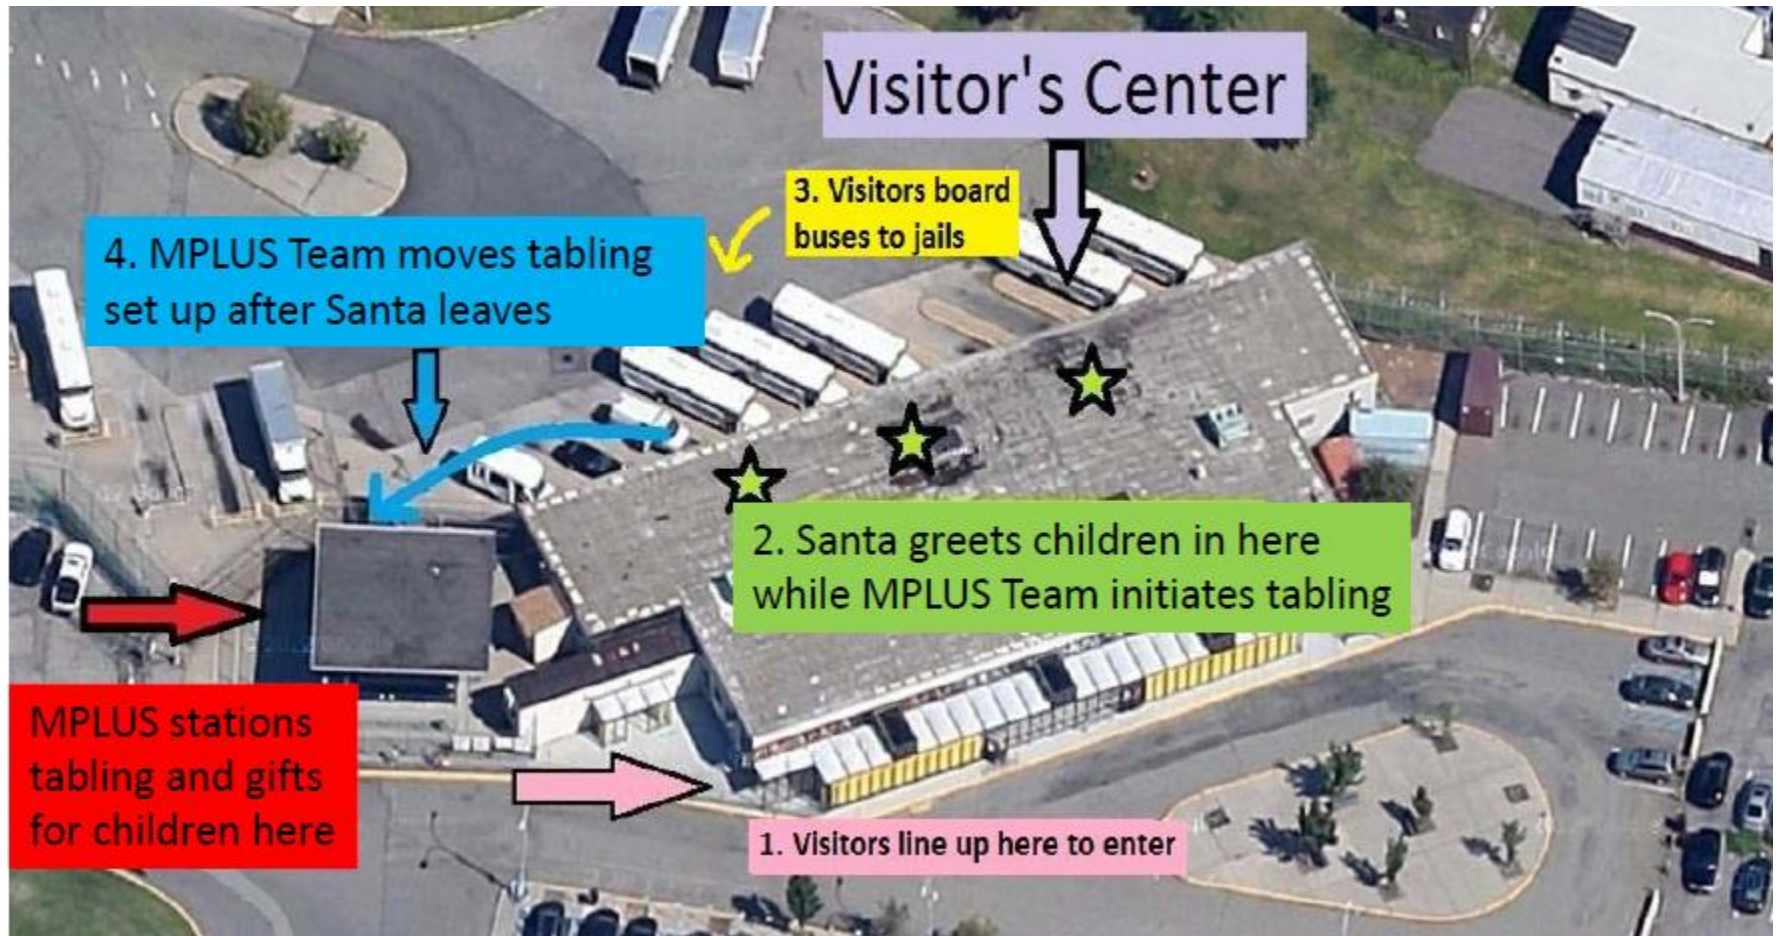 Visitor's Center
3. Visitors board
buses to jails
4. MPLUS Team moves tabling
set up after Santa leaves
2. Santa greets children in here
while MPLUS Team initiates tabling
MPLUS stations
tabling and gifts
for children here
1. Visitors line up here to enter